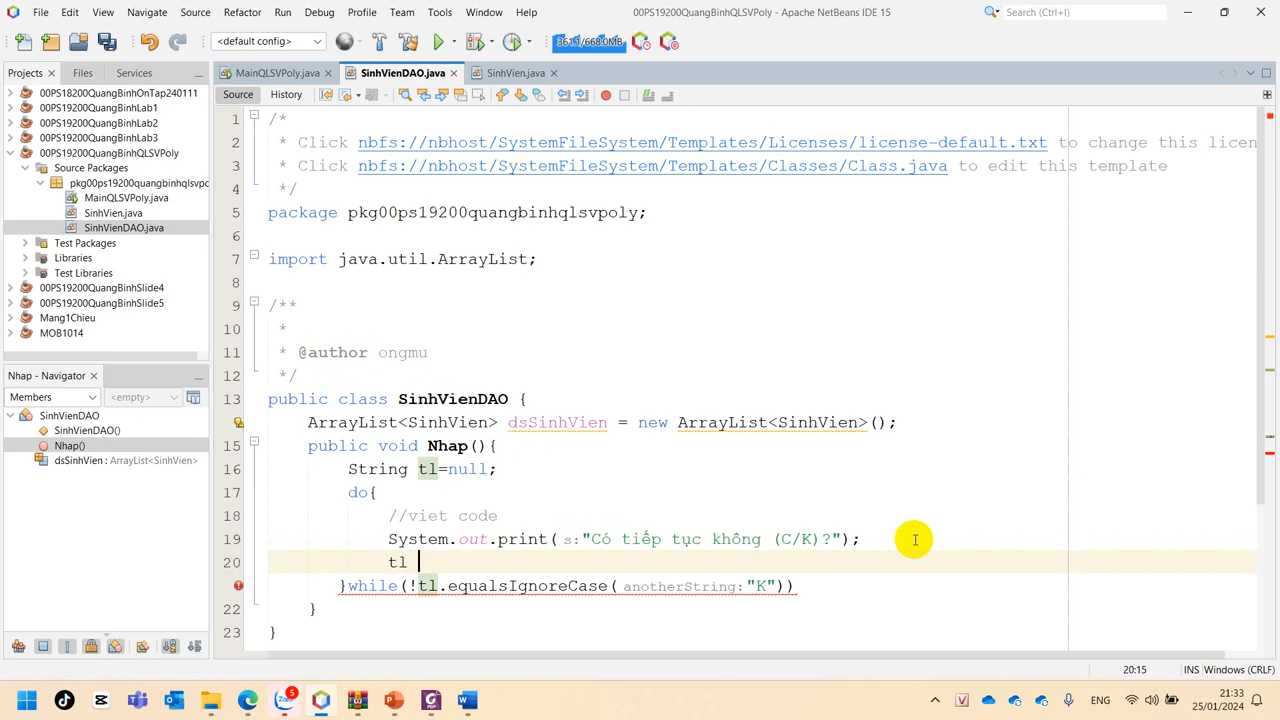 File Edit View Navigate Source Refactor Run Debug Profile Team Tools Window Help 00PS19200QuangBinhQLSVPoly - Apache NetBeans IDE 15 Search (Ctrl+I)
<default config> 361.1/668.0MB
Projects Files Services MainQLSVPoly.java SinhVienDAO.java SinhVien.java
Source History
00PS18200QuangBinhOnTap240111
00PS19200QuangBinhLab1
00PS19200QuangBinhLab2
00PS19200QuangBinhLab3
00PS19200QuangBinhQLSVPoly
Source Packages
pkg00ps19200quangbinhqlsvpc
MainQLSVPoly.java
SinhVien.java
SinhVienDAO.java
Test Packages
Libraries
Test Libraries
00PS19200QuangBinhSlide4
00PS19200QuangBinhSlide5
Mang1Chieu
MOB1014
Nhap - Navigator
Members <empty>
SinhVienDAO
SinhVienDAO()
Nhap()
dsSinhVien : ArrayList<SinhVien>
1 /*
2 * Click nbfs://nbhost/SystemFileSystem/Templates/Licenses/license-default.txt to change this licen
3 * Click nbfs://nbhost/SystemFileSystem/Templates/Classes/Class.java to edit this template
4 */
5 package pkg00ps19200quangbinhqlsvpoly;
6
7 import java.util.ArrayList;
8
9 /**
10 *
11 * @author ongmu
12 */
13 public class SinhVienDAO {
ArrayList<SinhVien> dsSinhVien = new ArrayList<SinhVien>();
15 public void Nhap(){
16 String tl=null;
17 do{
18 //viet code
19 System.out.print( s:"Có tiếp tục không (C/K)?");
20 tl
}while(!tl.equalsIgnoreCase( anotherString:"K"))
22 }
23 }
20:15 INS Windows (CRLF)
Zalo 5 ENG 21:33
25/01/2024